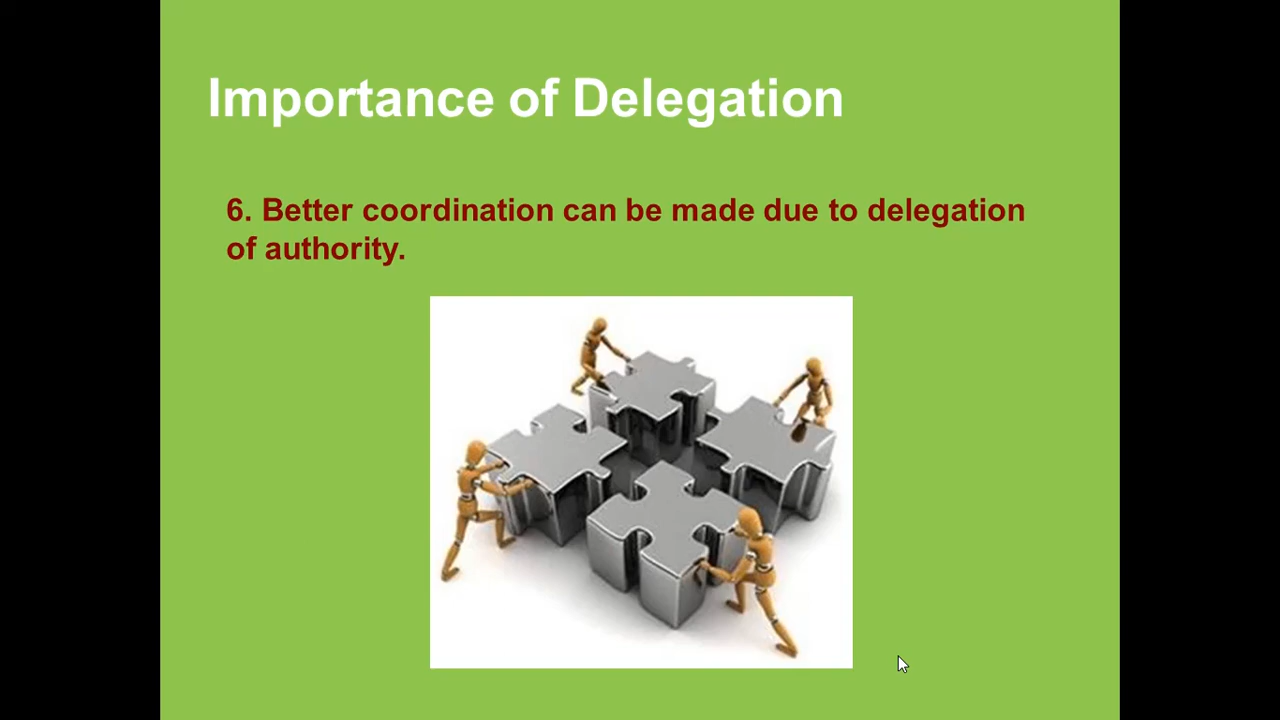 Importance of Delegation
6. Better coordination can be made due to delegation
of authority.